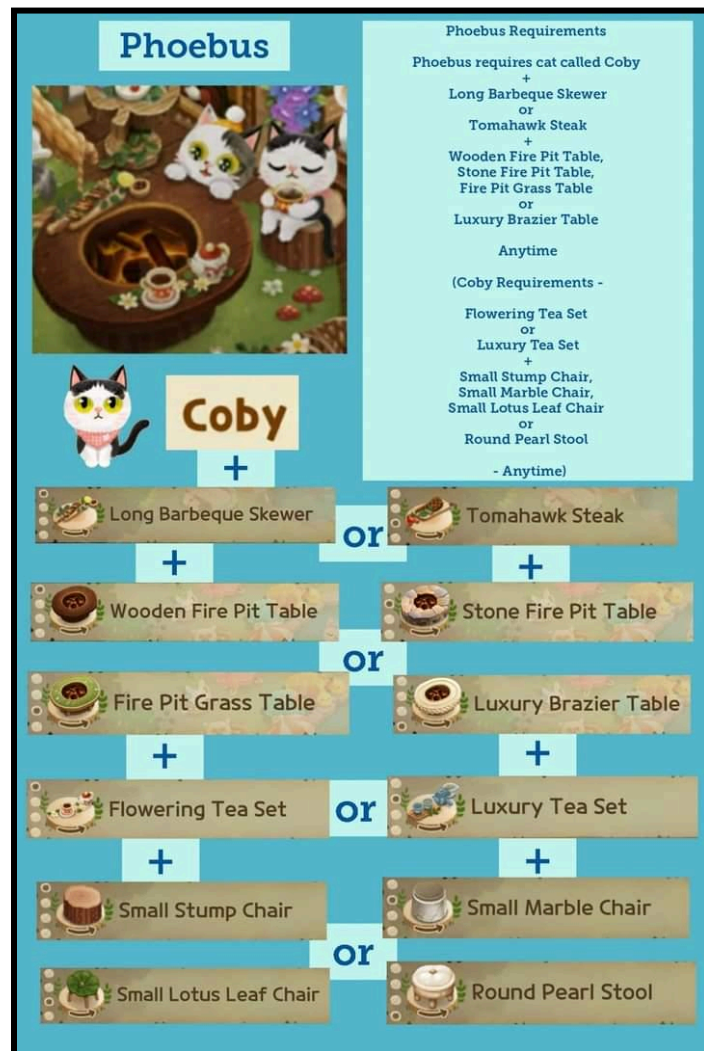 Phoebus
Phoebus Requirements
Phoebus requires cat called Coby
+
Long Barbeque Skewer
or
Tomahawk Steak
+
Wooden Fire Pit Table,
Stone Fire Pit Table,
Fire Pit Grass Table
or
Luxury Brazier Table
Anytime
(Coby Requirements -
Flowering Tea Set
or
Luxury Tea Set
+
Small Stump Chair,
Small Marble Chair,
Small Lotus Leaf Chair
or
Round Pearl Stool
- Anytime)
Coby
+
Long Barbeque Skewer
or
Tomahawk Steak
+
+
Wooden Fire Pit Table
Stone Fire Pit Table
or
Fire Pit Grass Table
Luxury Brazier Table
+
+
Flowering Tea Set
or
Luxury Tea Set
+
+
Small Stump Chair
Small Marble Chair
or
Small Lotus Leaf Chair
Round Pearl Stool